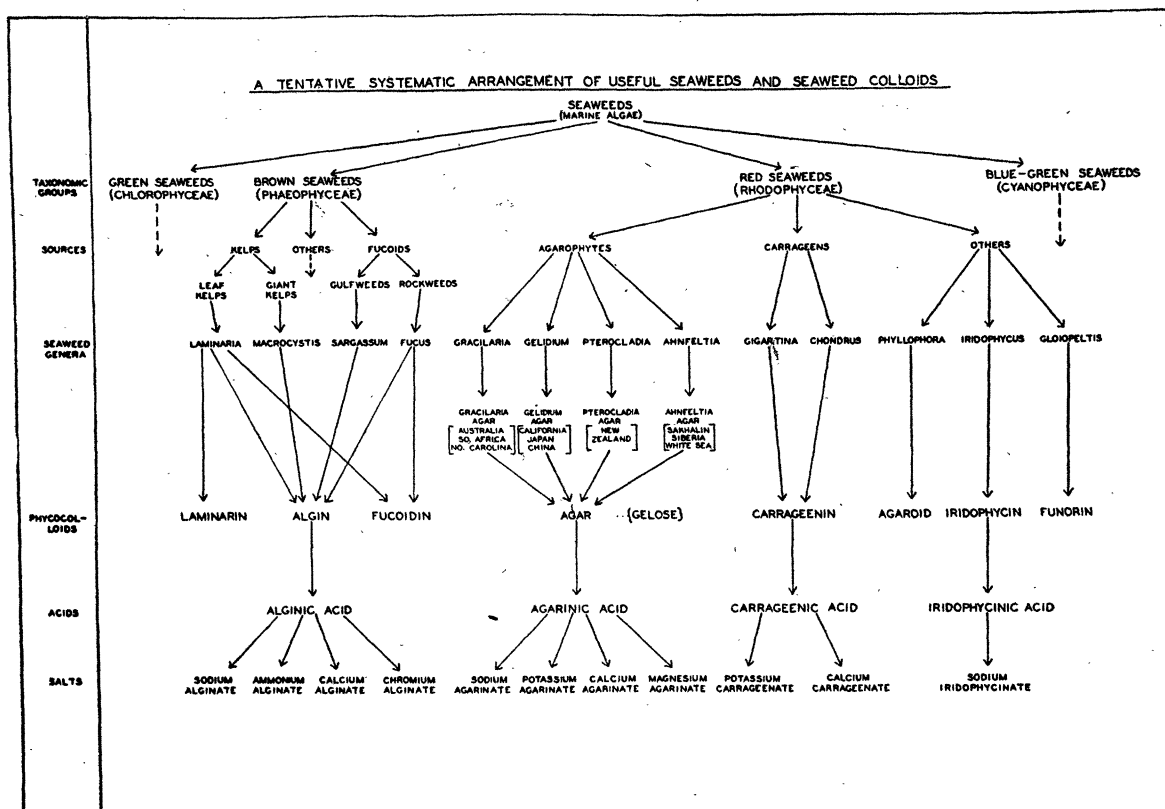 A TENTATIVE SYSTEMATIC ARRANGEMENT OF USEFUL SEAWEEDS AND SEAWEED COLLOIDS
SEAWEEDS
(MARINE ALGAE)
TAXONOMIC
GROUPS
GREEN SEAWEEDS
(CHLOROPHYCEAE)
BROWN SEAWEEDS
(PHAEOPHYCEAE)
RED SEAWEEDS
(RHODOPHYCEAE)
BLUE-GREEN SEAWEEDS
(CYANOPHYCEAE)
SOURCES
KELPS
OTHERS
FUCOIDS
AGAROPHYTES
CARRAGEENS
OTHERS
LEAF
KELPS
GIANT
KELPS
GULFWEEDS
ROCKWEEDS
SEAWEED
GENERA
LAMINARIA
MACROCYSTIS
SARGASSUM
FUCUS
GRACILARIA
GELIDIUM
PTEROCLADIA
AHNFELTIA
GIGARTINA
CHONDRUS
PHYLLOPHORA
IRIDOPHYCUS
GLOIOPELTIS
GRACILARIA
AGAR
[AUSTRALIA
SO. AFRICA
NO. CAROLINA]
GELIDIUM
AGAR
[CALIFORNIA
JAPAN
CHINA]
PTEROCLADIA
AGAR
[NEW
ZEALAND]
AHNFELTIA
AGAR
[SAKHALIN
SIBERIA
WHITE SEA]
PHYCOCOL-
LOIDS
LAMINARIN
ALGIN
FUCOIDIN
AGAR
(GELOSE)
CARRAGEENIN
AGAROID
IRIDOPHYCIN
FUNORIN
ACIDS
ALGINIC ACID
AGARINIC ACID
CARRAGEENIC ACID
IRIDOPHYCINIC ACID
SALTS
SODIUM
ALGINATE
AMMONIUM
ALGINATE
CALCIUM
ALGINATE
CHROMIUM
ALGINATE
SODIUM
AGARINATE
POTASSIUM
AGARINATE
CALCIUM
AGARINATE
MAGNESIUM
AGARINATE
POTASSIUM
CARRAGEENATE
CALCIUM
CARRAGEENATE
SODIUM
IRIDOPHYCINATE